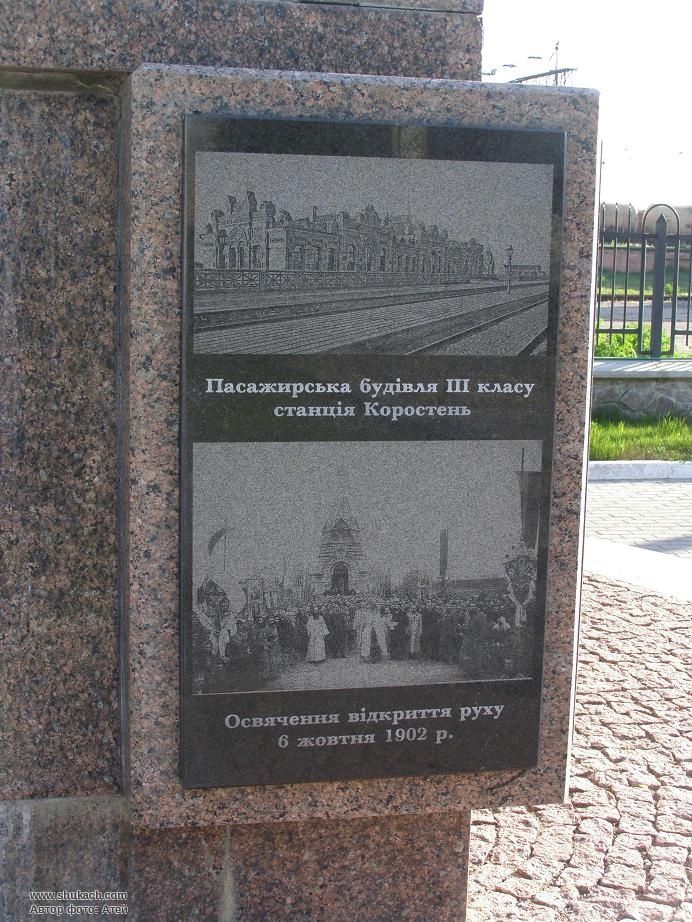 Пасажирська будівля III класу
станція Коростень
Освячення відкриття руху
6 жовтня 1902 р.
www.shukach.com
Автор фото: Атей